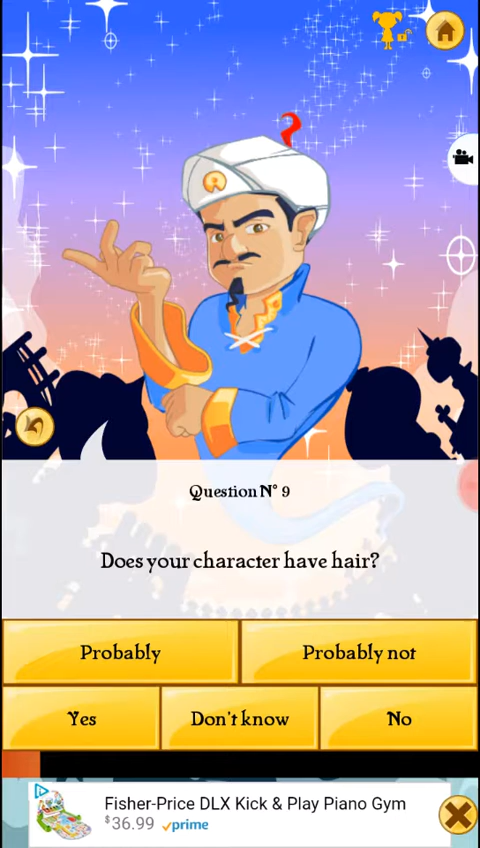 Question N° 9
Does your character have hair?
Probably
Probably not
Yes
Don't know
No
Fisher-Price DLX Kick & Play Piano Gym
$36.99 prime